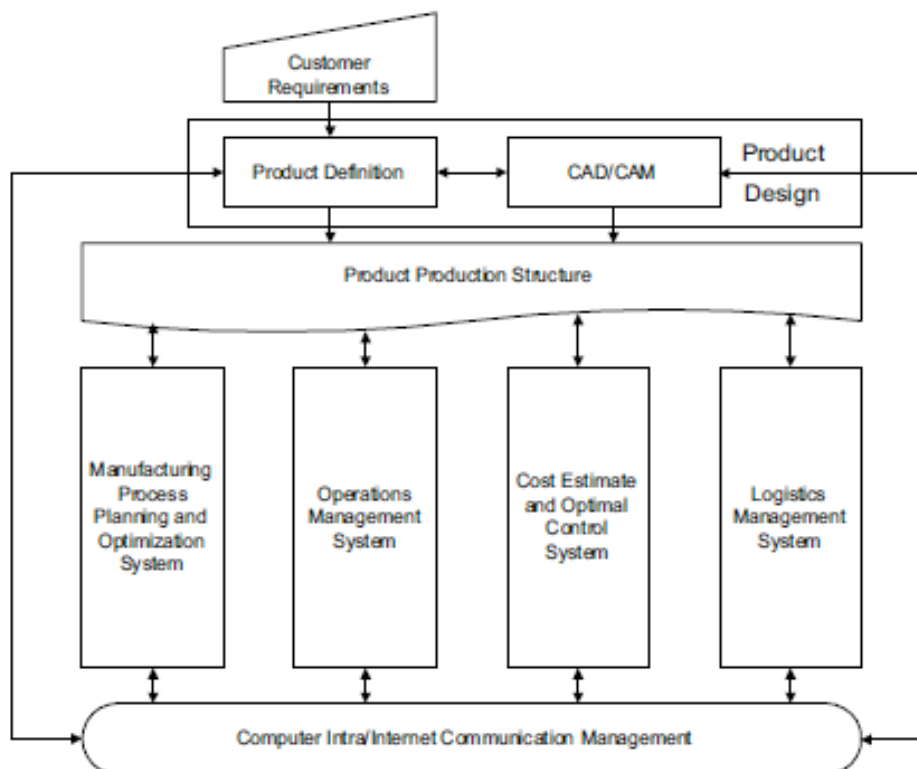 Customer
Requirements
Product Definition
CAD/CAM
Product
Design
Product Production Structure
Manufacturing
Process
Planning and
Optimization
System
Operations
Management
System
Cost Estimate
and Optimal
Control
System
Logistics
Management
System
Computer Intra/Internet Communication Management